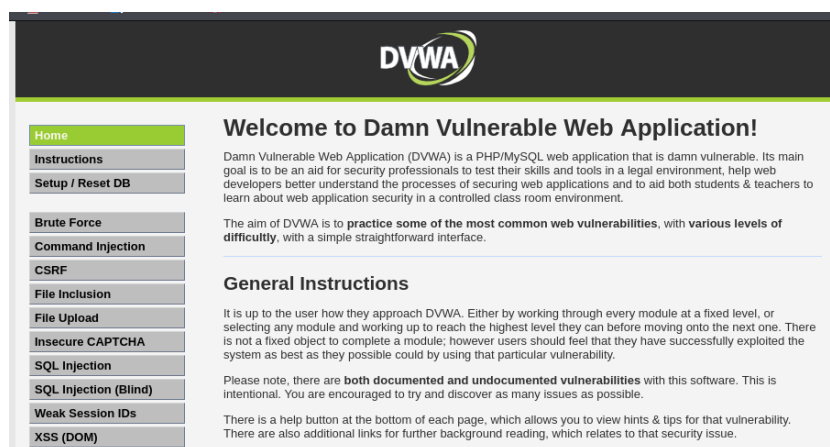 DVWA
Home
Instructions
Setup / Reset DB
Brute Force
Command Injection
CSRF
File Inclusion
File Upload
Insecure CAPTCHA
SQL Injection
SQL Injection (Blind)
Weak Session IDs
XSS (DOM)
Welcome to Damn Vulnerable Web Application!
Damn Vulnerable Web Application (DVWA) is a PHP/MySQL web application that is damn vulnerable. Its main
goal is to be an aid for security professionals to test their skills and tools in a legal environment, help web
developers better understand the processes of securing web applications and to aid both students & teachers to
learn about web application security in a controlled class room environment.
The aim of DVWA is to practice some of the most common web vulnerabilities, with various levels of
difficultly, with a simple straightforward interface.
General Instructions
It is up to the user how they approach DVWA. Either by working through every module at a fixed level, or
selecting any module and working up to reach the highest level they can before moving onto the next one. There
is not a fixed object to complete a module; however users should feel that they have successfully exploited the
system as best as they possible could by using that particular vulnerability.
Please note, there are both documented and undocumented vulnerabilities with this software. This is
intentional. You are encouraged to try and discover as many issues as possible.
There is a help button at the bottom of each page, which allows you to view hints & tips for that vulnerability.
There are also additional links for further background reading, which relates to that security issue.